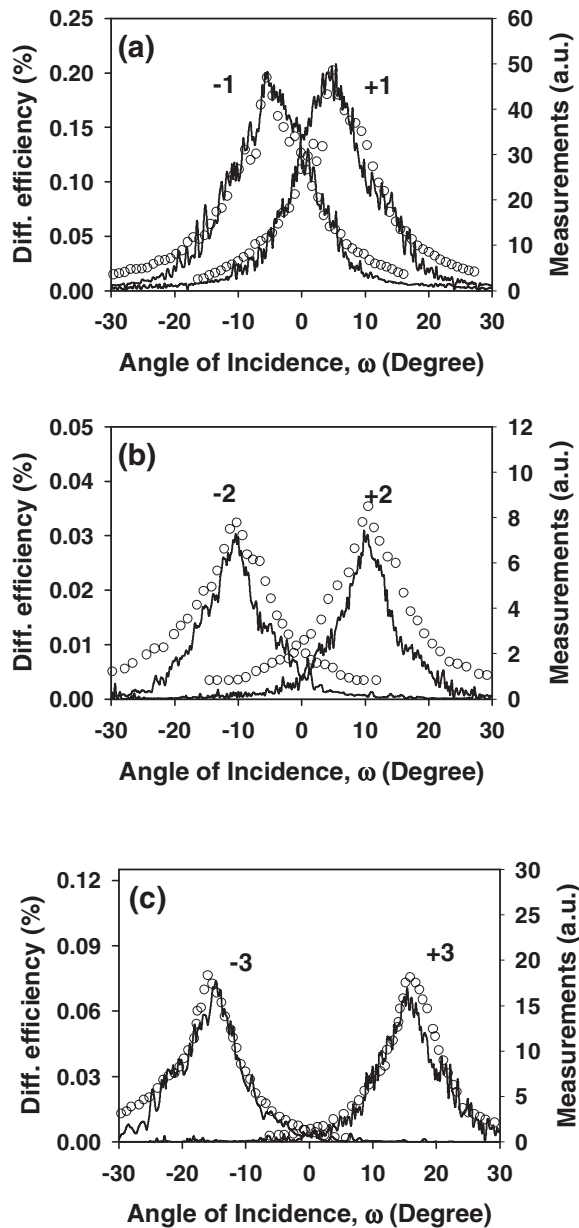 (a)
-1
+1
Diff. efficiency (%)
0.25
0.20
0.15
0.10
0.05
0.00
Measurements (a.u.)
60
50
40
30
20
10
0
-30 -20 -10 0 10 20 30
Angle of Incidence, ω (Degree)
(b)
-2
+2
Diff. efficiency (%)
0.05
0.04
0.03
0.02
0.01
0.00
Measurements (a.u.)
12
10
8
6
4
2
0
-30 -20 -10 0 10 20 30
Angle of Incidence, ω (Degree)
(c)
-3
+3
Diff. efficiency (%)
0.12
0.09
0.06
0.03
0.00
Measurements (a.u.)
30
25
20
15
10
5
0
-30 -20 -10 0 10 20 30
Angle of Incidence, ω (Degree)